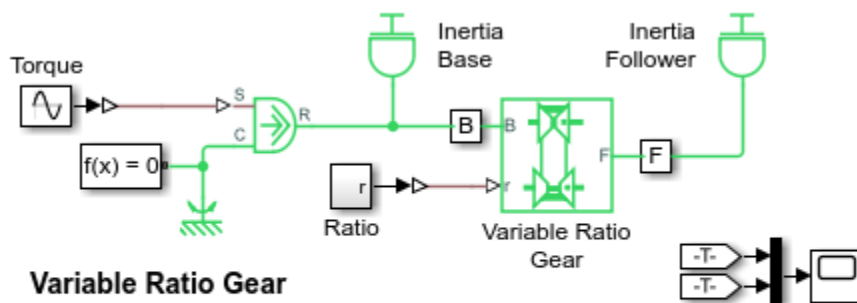 Inertia
Base
Inertia
Follower
Torque
S
C
R
B
B
F
F
f(x) = 0
r
r
Ratio
Variable Ratio
Gear
-T-
-T-
Variable Ratio Gear